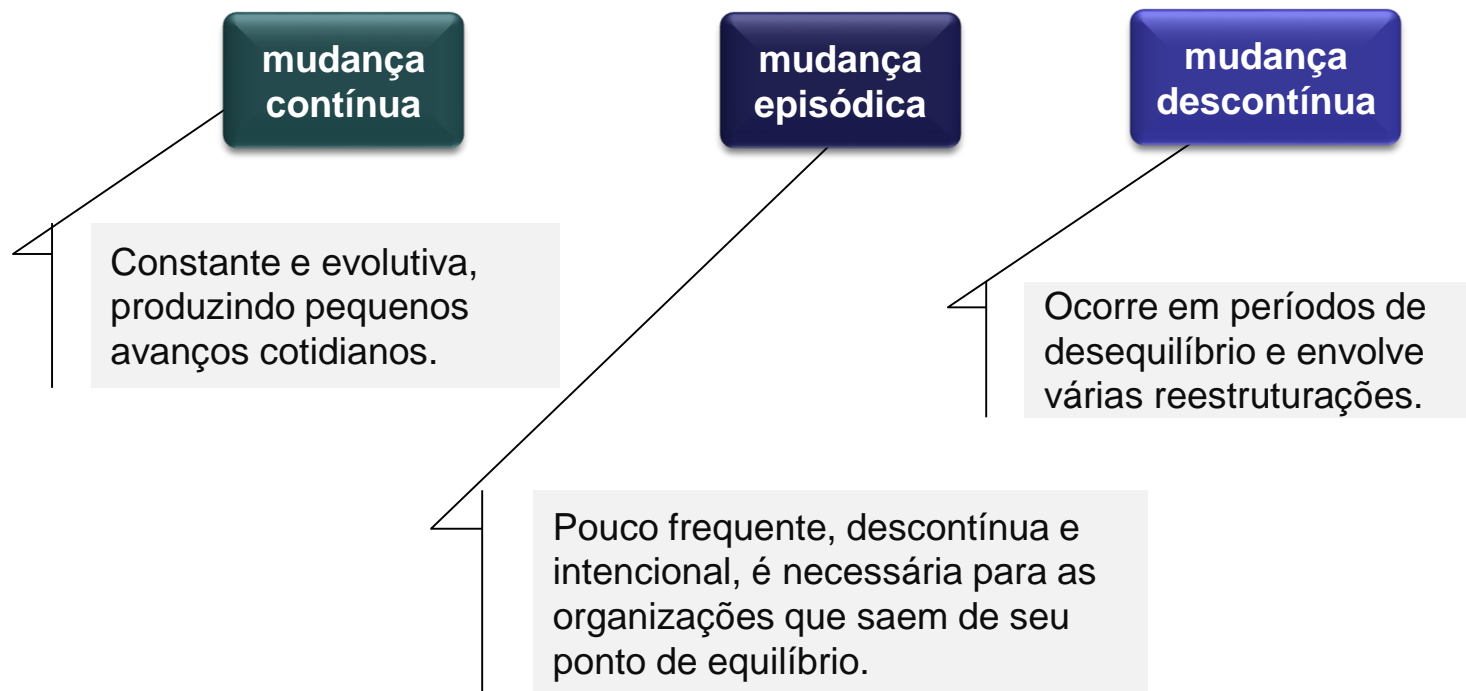 mudança
contínua
mudança
episódica
mudança
descontínua
Constante e evolutiva,
produzindo pequenos
avanços cotidianos.
Ocorre em períodos de
desequilíbrio e envolve
várias reestruturações.
Pouco frequente, descontínua e
intencional, é necessária para as
organizações que saem de seu
ponto de equilíbrio.